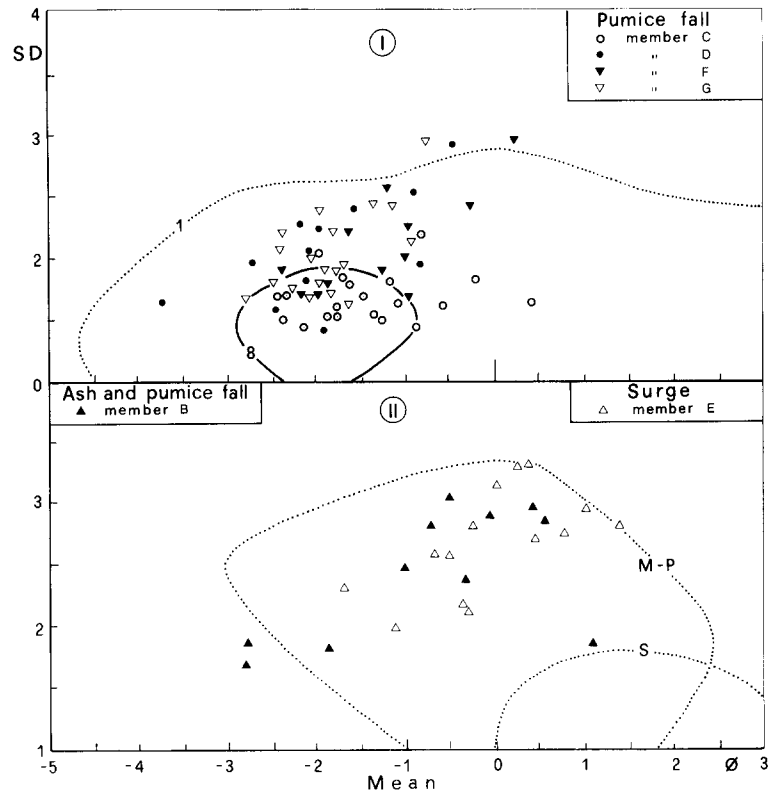 4
SD
3
2
1
0
I
Pumice fall
member C
" D
" F
" G
1
8
Ash and pumice fall
member B
II
Surge
member E
3
2
1
M-P
S
-5 -4 -3 -2 -1 0 1 2 Ø 3
Mean